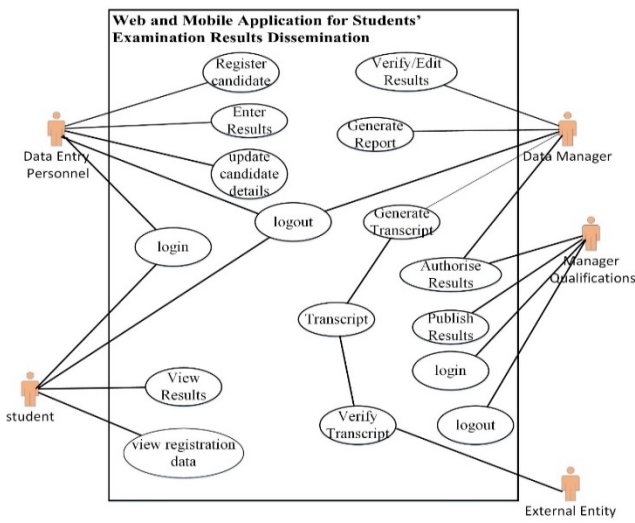 Web and Mobile Application for Students'
Examination Results Dissemination
Register
candidate
Verify/Edit
Results
Enter
Results
Generate
Report
Data Entry
Personnel
Data Manager
update
candidate
details
logout
Generate
Transcript
login
Authorise
Results
Manager
Qualifications
Transcript
Publish
Results
login
View
Results
student
Verify
Transcript
logout
view registration
data
External Entity